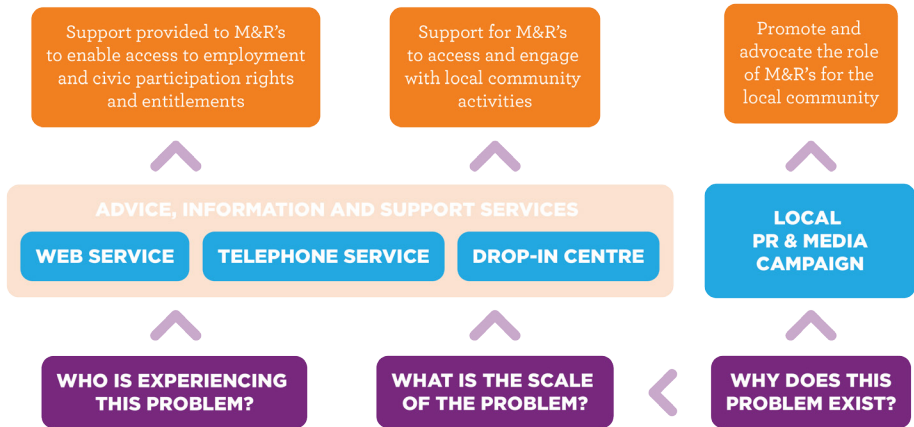 Support provided to M&R’s
to enable access to employment
and civic participation rights
and entitlements
Support for M&R’s
to access and engage
with local community
activities
Promote and
advocate the role
of M&R’s for the
local community
ADVICE, INFORMATION AND SUPPORT SERVICES
WEB SERVICE
TELEPHONE SERVICE
DROP-IN CENTRE
LOCAL
PR & MEDIA
CAMPAIGN
WHO IS EXPERIENCING
THIS PROBLEM?
WHAT IS THE SCALE
OF THE PROBLEM?
WHY DOES THIS
PROBLEM EXIST?